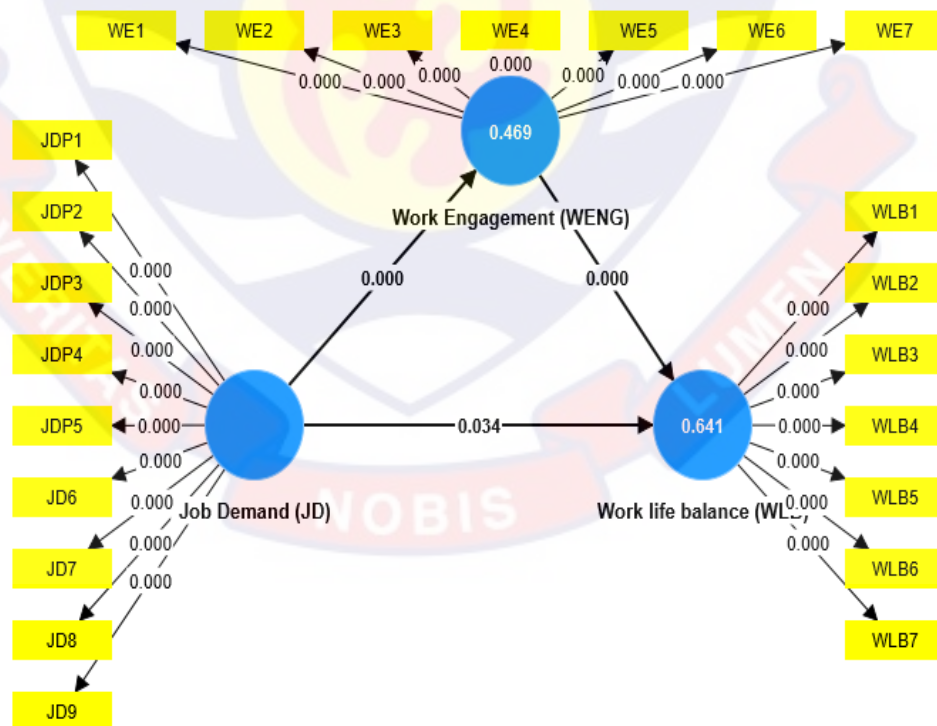 WE1
WE2
WE3
WE4
WE5
WE6
WE7
0.000
0.000
0.000
0.000
0.000
0.000
0.000
0.469
Work Engagement (WENG)
JDP1
JDP2
JDP3
JDP4
JDP5
JD6
JD7
JD8
JD9
0.000
0.000
0.000
0.000
0.000
0.000
0.000
0.000
0.000
Job Demand (JD)
0.000
0.000
0.034
0.641
Work life balance (WLB)
0.000
0.000
0.000
0.000
0.000
0.000
0.000
WLB1
WLB2
WLB3
WLB4
WLB5
WLB6
WLB7
VERITAS
NOBIS
LUMEN